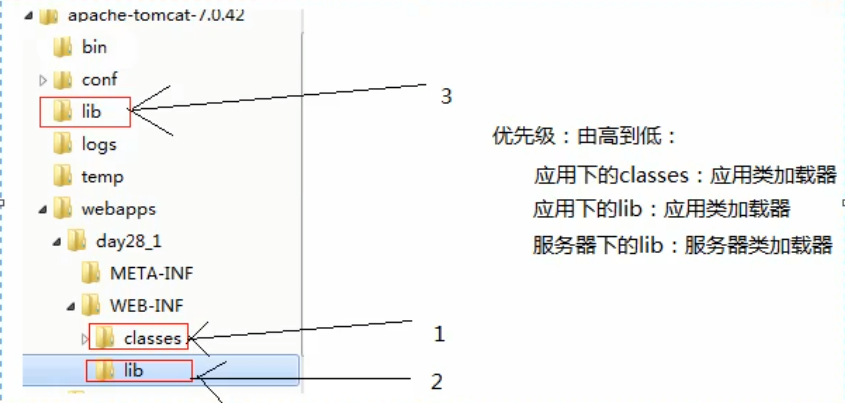 apache-tomcat-7.0.42
bin
conf
lib
logs
temp
webapps
day28_1
META-INF
WEB-INF
classes
lib
3
1
2
优先级：由高到低：
应用下的classes：应用类加载器
应用下的lib：应用类加载器
服务器下的lib：服务器类加载器